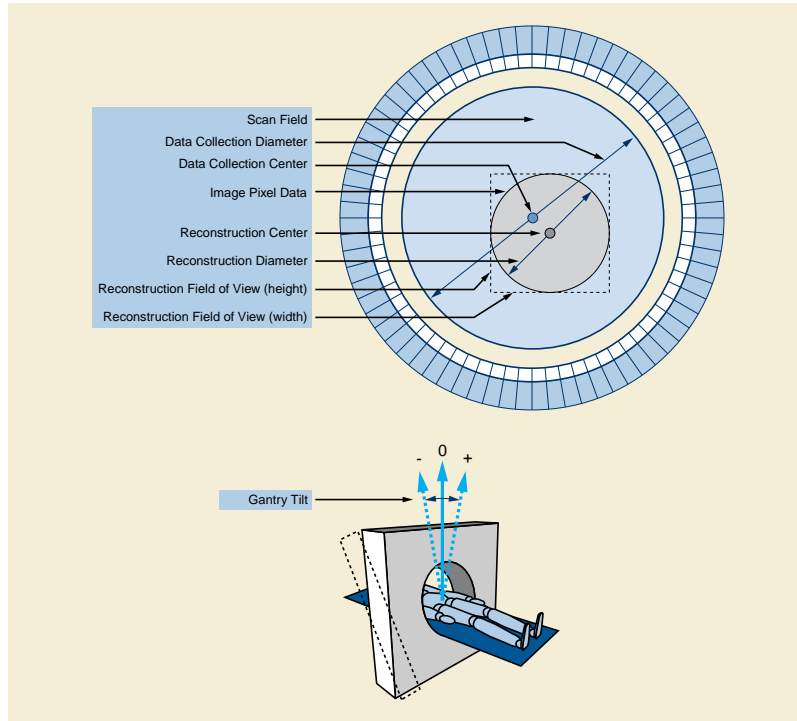 Scan Field
Data Collection Diameter
Data Collection Center
Image Pixel Data
Reconstruction Center
Reconstruction Diameter
Reconstruction Field of View (height)
Reconstruction Field of View (width)
- 0 +
Gantry Tilt